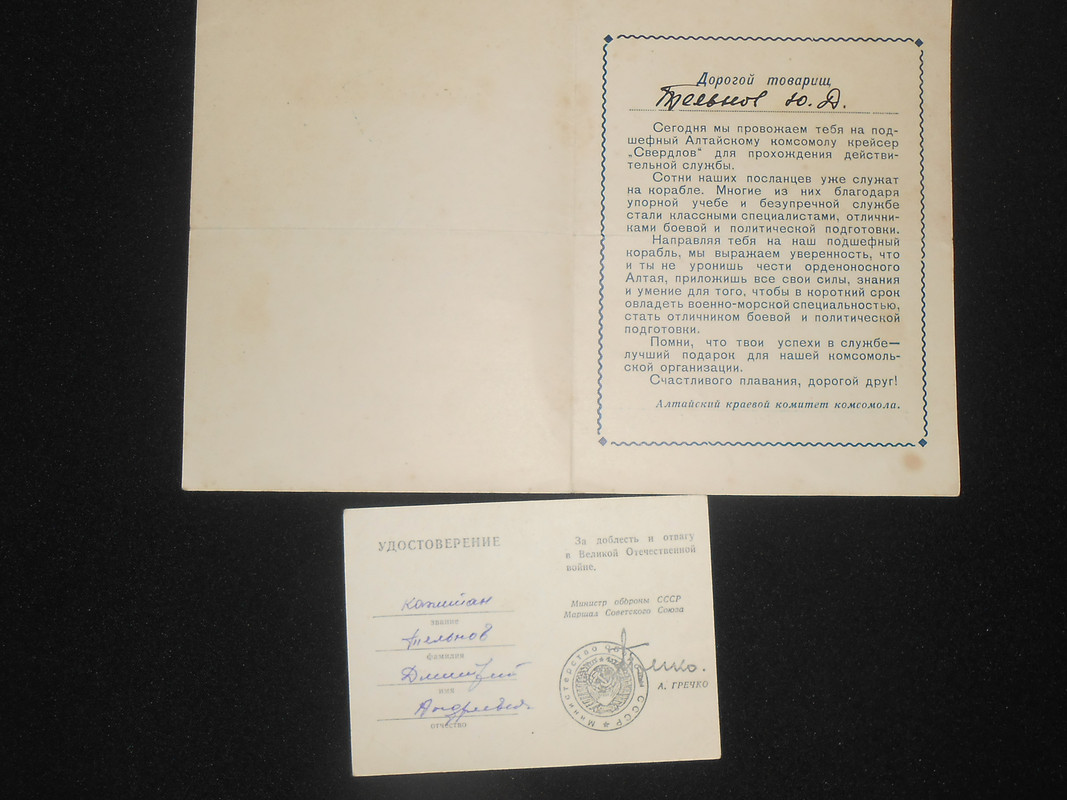 Дорогой товарищ
Тельнов Ю. Д.
Сегодня мы провожаем тебя на под-
шефный Алтайскому комсомолу крейсер
„Свердлов“ для прохождения действи-
тельной службы.
Сотни наших посланцев уже служат
на корабле. Многие из них благодаря
упорной учебе и безупречной службе
стали классными специалистами, отлични-
ками боевой и политической подготовки.
Направляя тебя на наш подшефный
корабль, мы выражаем уверенность, что
и ты не уронишь чести орденоносного
Алтая, приложишь все свои силы, знания
и умение для того, чтобы в короткий срок
овладеть военно-морской специальностью,
стать отличником боевой и политической
подготовки.
Помни, что твои успехи в службе—
лучший подарок для нашей комсомоль-
ской организации.
Счастливого плавания, дорогой друг!
Алтайский краевой комитет комсомола.
УДОСТОВЕРЕНИЕ
капитан
звание
Тельнов
фамилия
Дмитрий
имя
Андреевич
отчество
За доблесть и отвагу
в Великой Отечественной
войне.
Министр обороны СССР
Маршал Советского Союза
А. ГРЕЧКО
Министерство обороны СССР